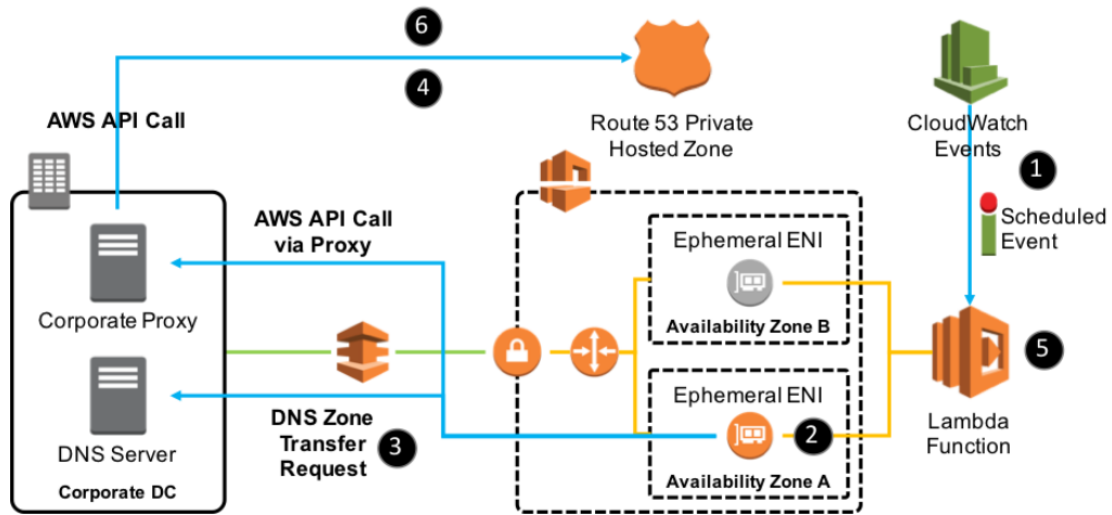 6
4
AWS API Call
Route 53 Private
Hosted Zone
CloudWatch
Events
1
Scheduled
Event
AWS API Call
via Proxy
Corporate Proxy
DNS Server
Corporate DC
DNS Zone
Transfer
Request
3
Ephemeral ENI
Availability Zone B
Ephemeral ENI
2
Availability Zone A
5
Lambda
Function